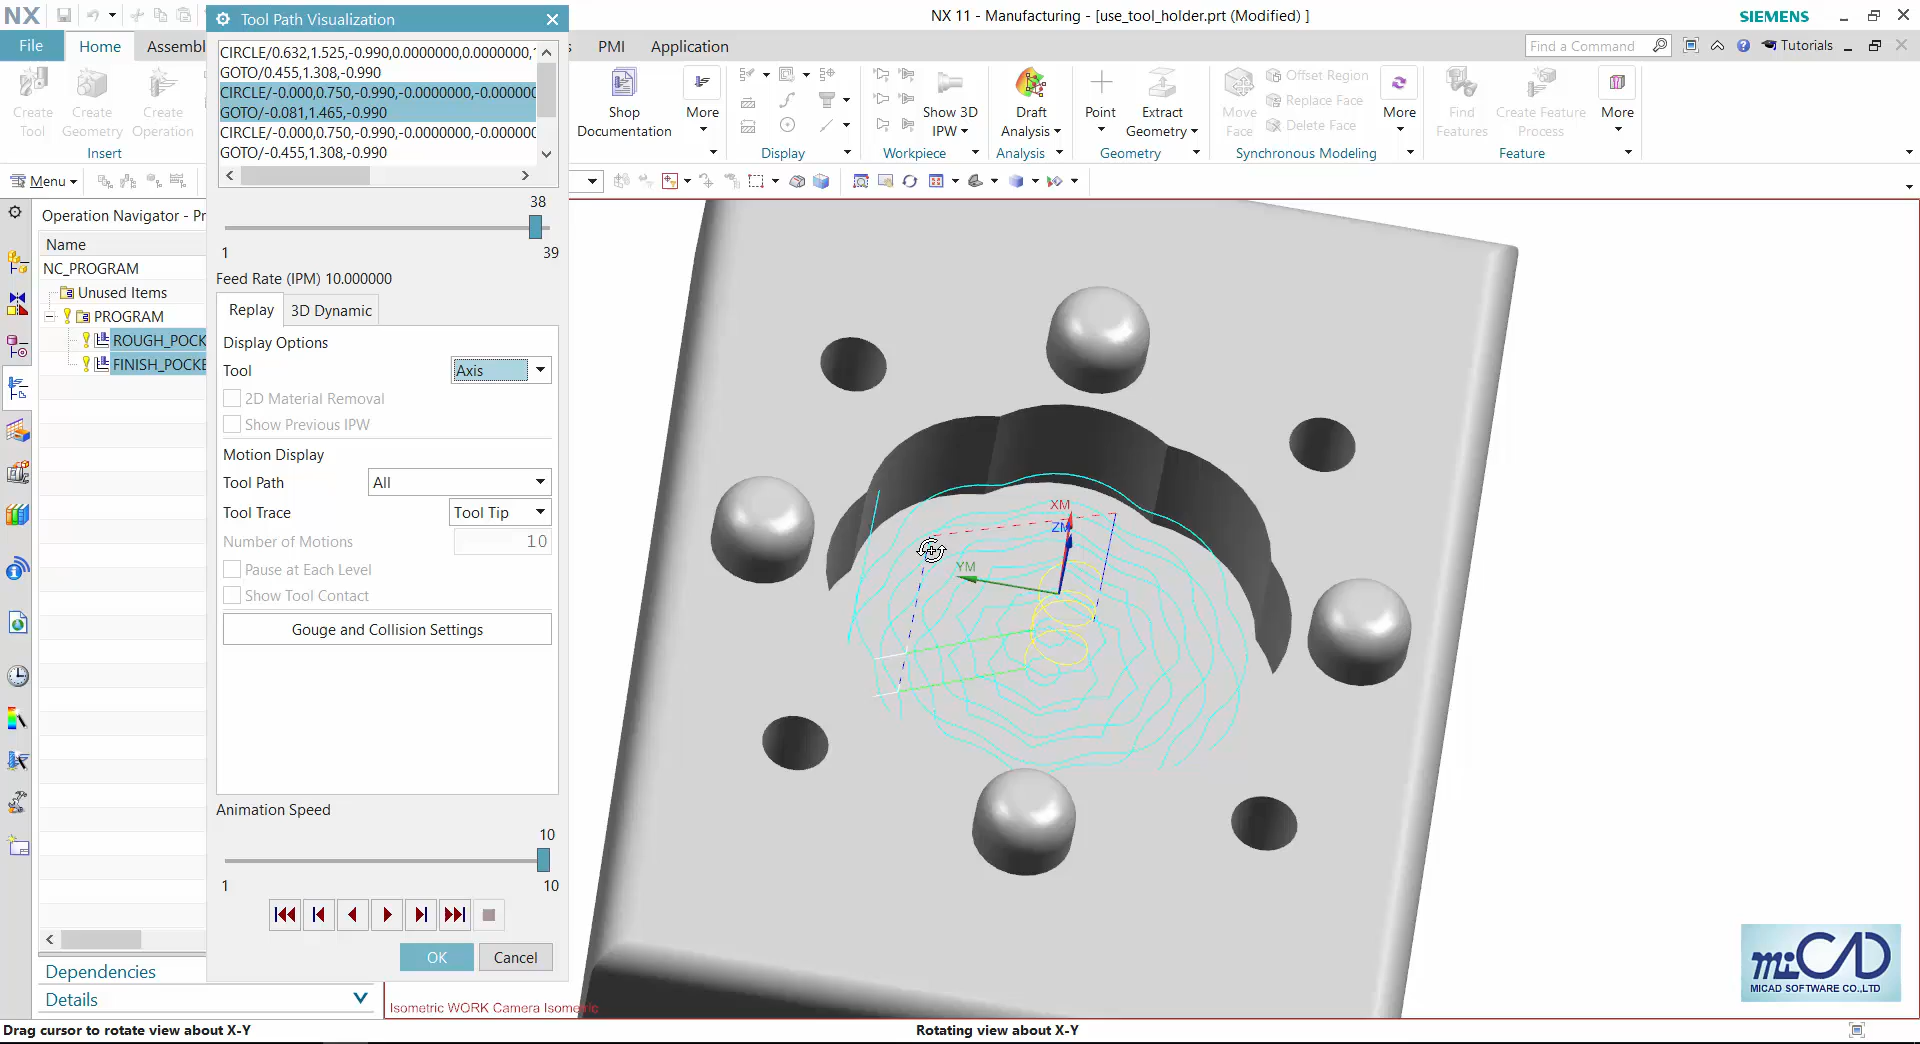 NX
Tool Path Visualization
NX 11 - Manufacturing - [use_tool_holder.prt (Modified) ]
SIEMENS
File
Home
Assembl
PMI
Application
Find a Command
Tutorials
CIRCLE/0.632,1.525,-0.990,0.0000000,0.0000000,
GOTO/0.455,1.308,-0.990
CIRCLE/-0.000,0.750,-0.990,-0.0000000,-0.00000
GOTO/-0.081,1.465,-0.990
CIRCLE/-0.000,0.750,-0.990,-0.0000000,-0.00000
GOTO/-0.455,1.308,-0.990
Create Tool
Create Geometry
Create Operation
Insert
Shop Documentation
More
Display
Show 3D IPW
Workpiece
Draft Analysis
Analysis
Point
Extract Geometry
Geometry
Move Face
Offset Region
Replace Face
Delete Face
More
Synchronous Modeling
Find Features
Create Feature Process
More
Feature
Menu
38
1
39
Operation Navigator - Pr
Name
NC_PROGRAM
Unused Items
PROGRAM
ROUGH_POCK
FINISH_POCKE
Feed Rate (IPM) 10.000000
Replay
3D Dynamic
Display Options
Tool
Axis
2D Material Removal
Show Previous IPW
Motion Display
Tool Path
All
Tool Trace
Tool Tip
Number of Motions
10
Pause at Each Level
Show Tool Contact
Gouge and Collision Settings
Animation Speed
10
1
10
OK
Cancel
XM
ZM
YM
Dependencies
Details
Isometric WORK Camera Isometric
miCAD
MICAD SOFTWARE CO.,LTD
Drag cursor to rotate view about X-Y
Rotating view about X-Y